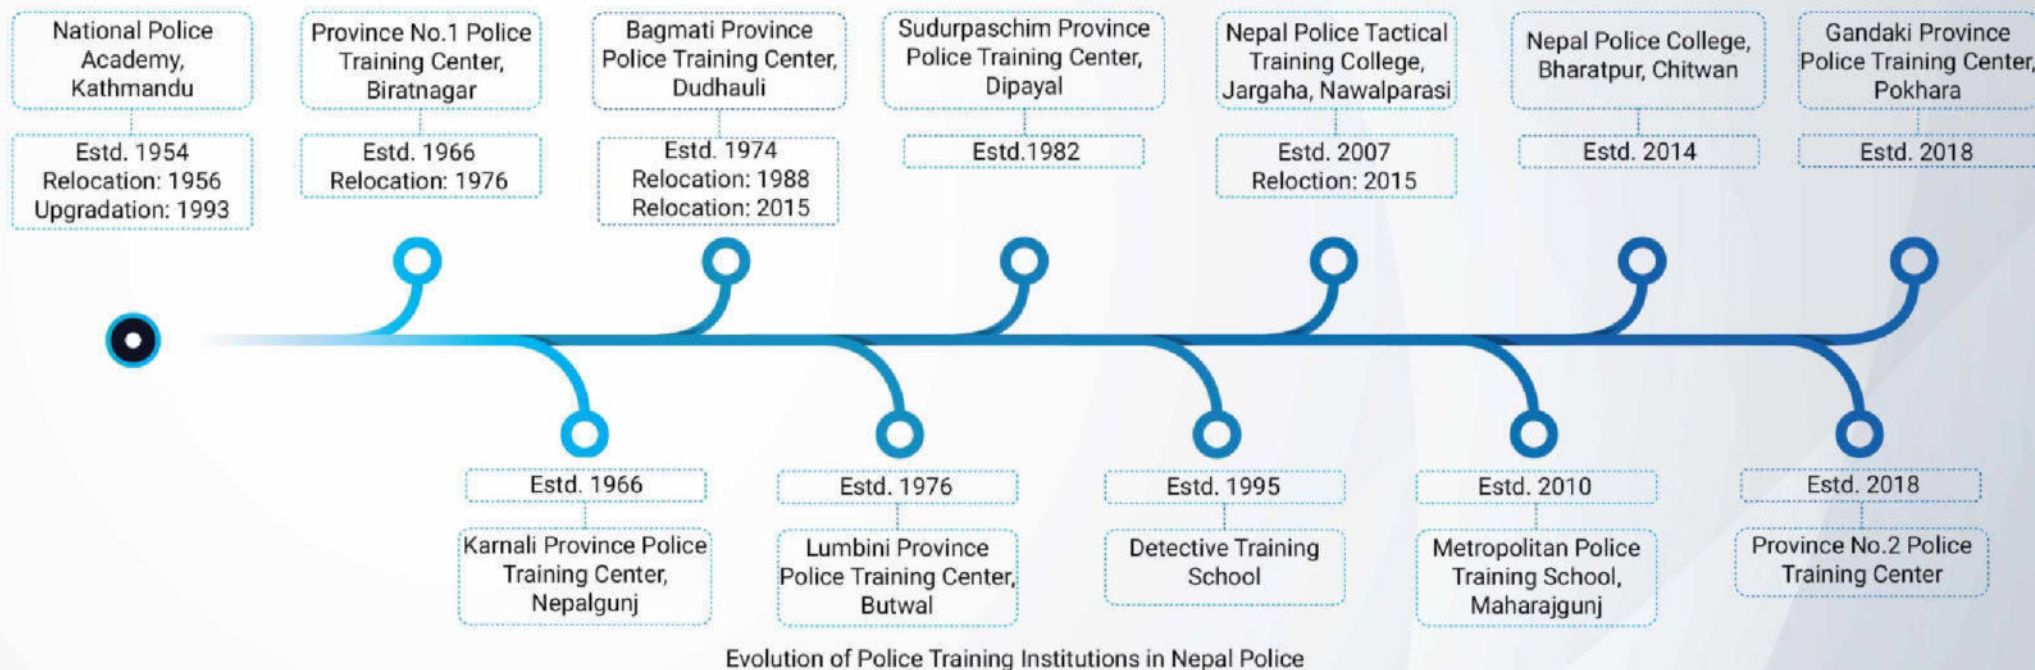 National Police
Academy,
Kathmandu
Estd. 1954
Relocation: 1956
Upgradation: 1993
Province No.1 Police
Training Center,
Biratnagar
Estd. 1966
Relocation: 1976
Bagmati Province
Police Training Center,
Dudhauli
Estd. 1974
Relocation: 1988
Relocation: 2015
Sudurpaschim Province
Police Training Center,
Dipayal
Estd.1982
Nepal Police Tactical
Training College,
Jargaha, Nawalparasi
Estd. 2007
Reloction: 2015
Nepal Police College,
Bharatpur, Chitwan
Estd. 2014
Gandaki Province
Police Training Center,
Pokhara
Estd. 2018
Estd. 1966
Karnali Province Police
Training Center,
Nepalgunj
Estd. 1976
Lumbini Province
Police Training Center,
Butwal
Estd. 1995
Detective Training
School
Estd. 2010
Metropolitan Police
Training School,
Maharajgunj
Estd. 2018
Province No.2 Police
Training Center
Evolution of Police Training Institutions in Nepal Police